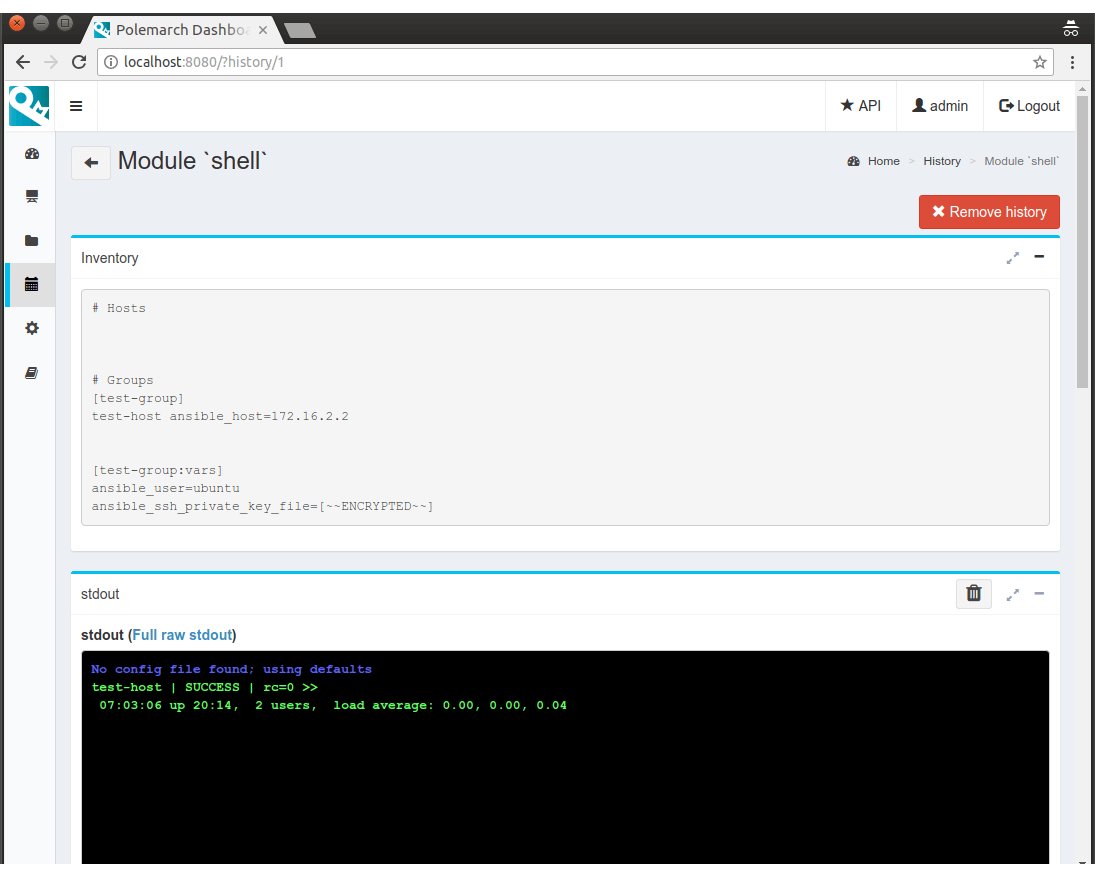 Polemarch Dashboa
localhost:8080/?history/1
API
admin
Logout
Module `shell`
Home > History > Module `shell`
Remove history
Inventory
# Hosts
# Groups
[test-group]
test-host ansible_host=172.16.2.2
[test-group:vars]
ansible_user=ubuntu
ansible_ssh_private_key_file=[~~ENCRYPTED~~]
stdout
stdout (Full raw stdout)
No config file found; using defaults
test-host | SUCCESS | rc=0 >>
07:03:06 up 20:14,  2 users,  load average: 0.00, 0.00, 0.04